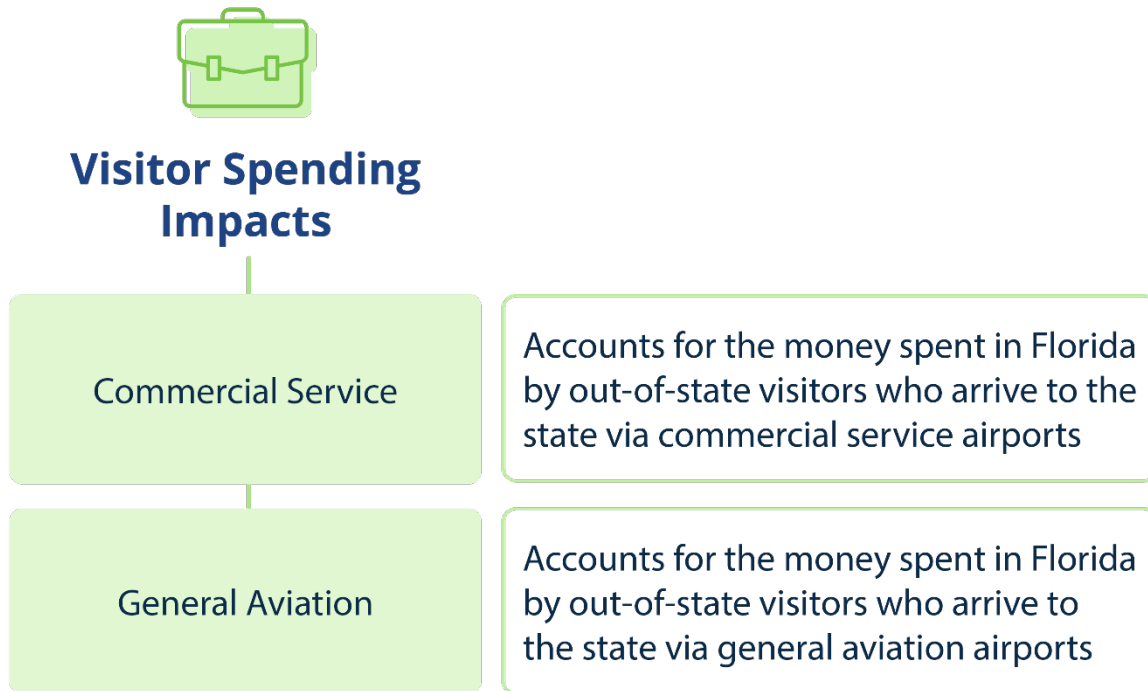 Visitor Spending
Impacts
Commercial Service
Accounts for the money spent in Florida
by out-of-state visitors who arrive to the
state via commercial service airports
General Aviation
Accounts for the money spent in Florida
by out-of-state visitors who arrive to
the state via general aviation airports